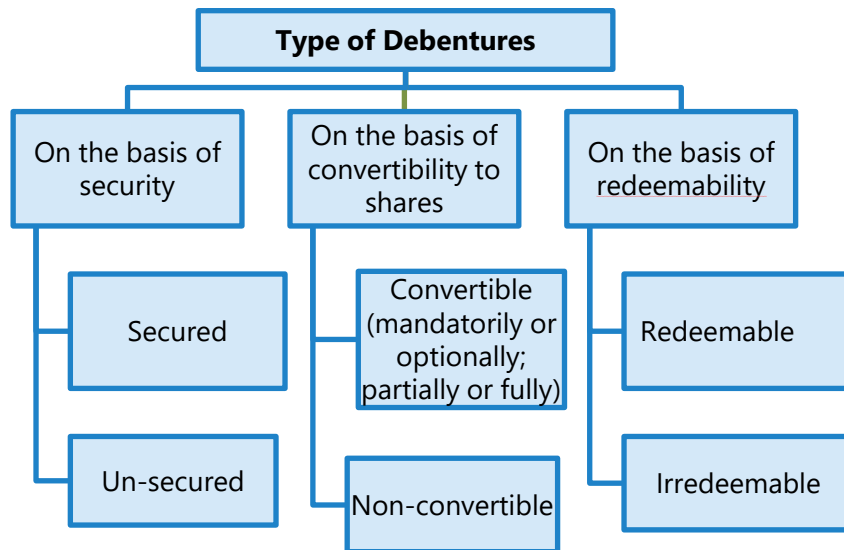 Type of Debentures
On the basis of
security
On the basis of
convertibility to
shares
On the basis of
redeemability
Secured
Convertible
(mandatorily or
optionally;
partially or fully)
Redeemable
Un-secured
Non-convertible
Irredeemable